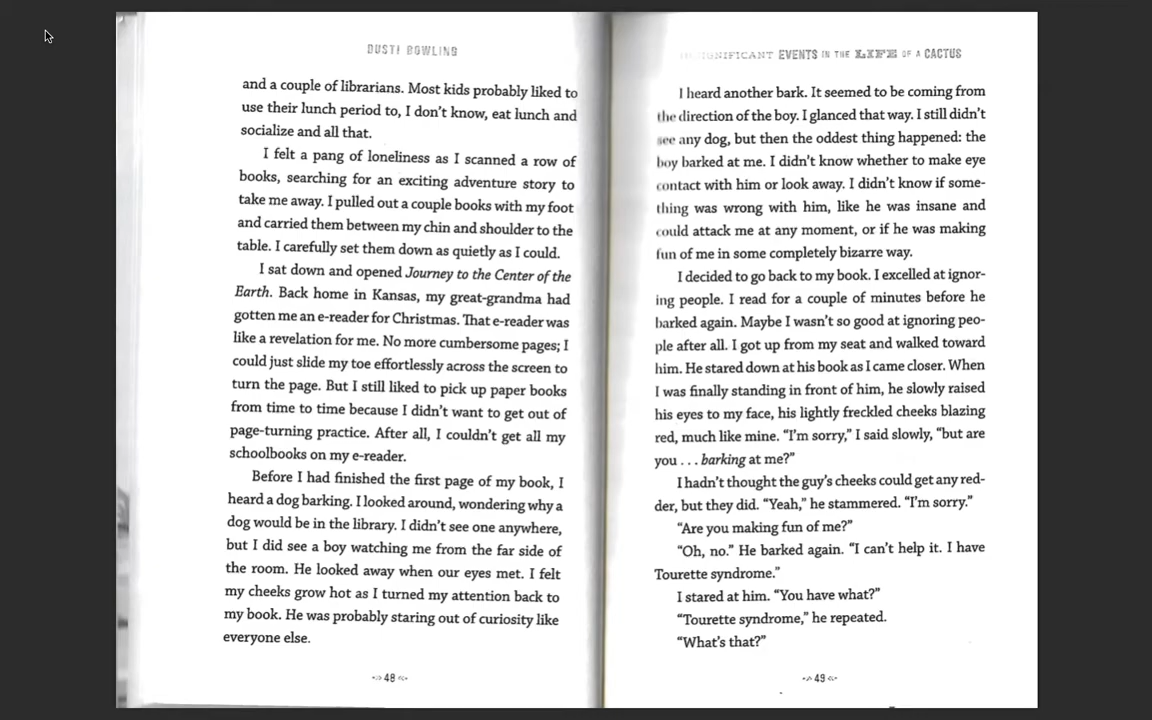 DUSTI BOWLING
and a couple of librarians. Most kids probably liked to
use their lunch period to, I don't know, eat lunch and
socialize and all that.
I felt a pang of loneliness as I scanned a row of
books, searching for an exciting adventure story to
take me away. I pulled out a couple books with my foot
and carried them between my chin and shoulder to the
table. I carefully set them down as quietly as I could.
I sat down and opened Journey to the Center of the
Earth. Back home in Kansas, my great-grandma had
gotten me an e-reader for Christmas. That e-reader was
like a revelation for me. No more cumbersome pages; I
could just slide my toe effortlessly across the screen to
turn the page. But I still liked to pick up paper books
from time to time because I didn't want to get out of
page-turning practice. After all, I couldn't get all my
schoolbooks on my e-reader.
Before I had finished the first page of my book, I
heard a dog barking. I looked around, wondering why a
dog would be in the library. I didn't see one anywhere,
but I did see a boy watching me from the far side of
the room. He looked away when our eyes met. I felt
my cheeks grow hot as I turned my attention back to
my book. He was probably staring out of curiosity like
everyone else.
48
EVENTS IN THE LIFE OF A CACTUS
I heard another bark. It seemed to be coming from
the direction of the boy. I glanced that way. I still didn't
see any dog, but then the oddest thing happened: the
boy barked at me. I didn't know whether to make eye
contact with him or look away. I didn't know if some-
thing was wrong with him, like he was insane and
could attack me at any moment, or if he was making
fun of me in some completely bizarre way.
I decided to go back to my book. I excelled at ignor-
ing people. I read for a couple of minutes before he
barked again. Maybe I wasn't so good at ignoring peo-
ple after all. I got up from my seat and walked toward
him. He stared down at his book as I came closer. When
I was finally standing in front of him, he slowly raised
his eyes to my face, his lightly freckled cheeks blazing
red, much like mine. "I'm sorry," I said slowly, "but are
you . . . barking at me?"
I hadn't thought the guy's cheeks could get any red-
der, but they did. "Yeah," he stammered. "I'm sorry."
"Are you making fun of me?"
"Oh, no." He barked again. "I can't help it. I have
Tourette syndrome."
I stared at him. "You have what?"
"Tourette syndrome," he repeated.
"What's that?"
49